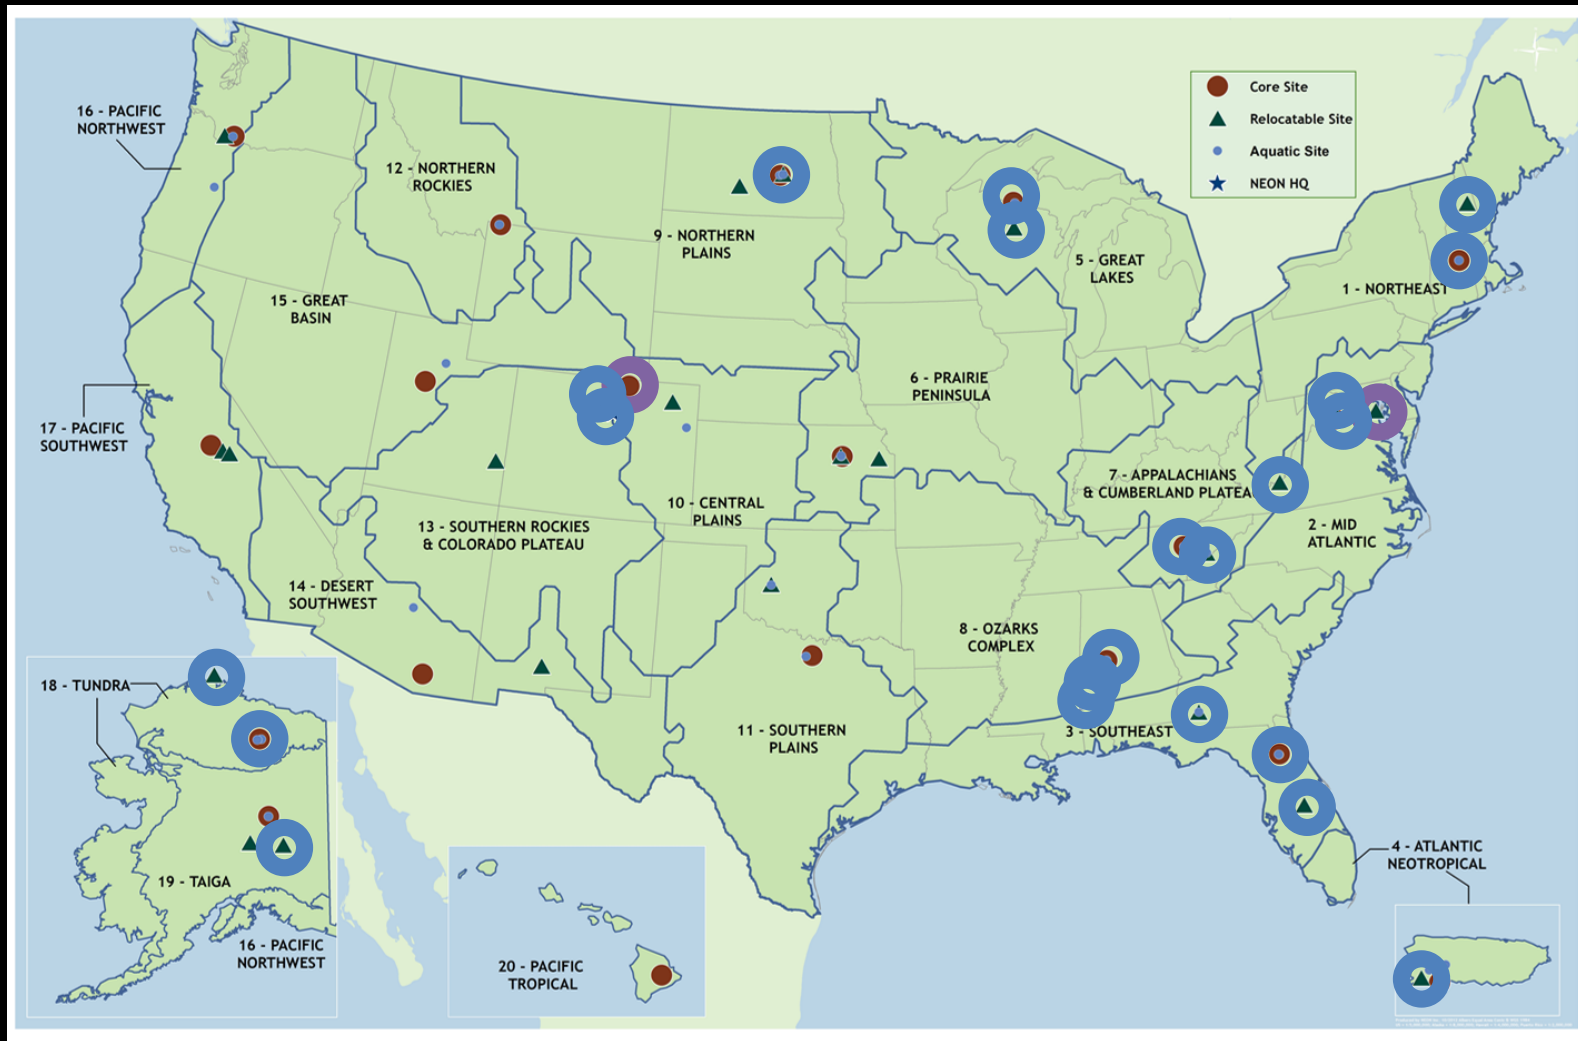 Core Site
Relocatable Site
Aquatic Site
NEON HQ
16 - PACIFIC
NORTHWEST
12 - NORTHERN
ROCKIES
9 - NORTHERN
PLAINS
5 - GREAT
LAKES
1 - NORTHEAST
15 - GREAT
BASIN
6 - PRAIRIE
PENINSULA
17 - PACIFIC
SOUTHWEST
7 - APPALACHIANS
& CUMBERLAND PLATEA
10 - CENTRAL
PLAINS
13 - SOUTHERN ROCKIES
& COLORADO PLATEAU
2 - MID
ATLANTIC
14 - DESERT
SOUTHWEST
8 - OZARKS
COMPLEX
18 - TUNDRA
11 - SOUTHERN
PLAINS
3 - SOUTHEAST
4 - ATLANTIC
NEOTROPICAL
19 - TAIGA
16 - PACIFIC
NORTHWEST
20 - PACIFIC
TROPICAL